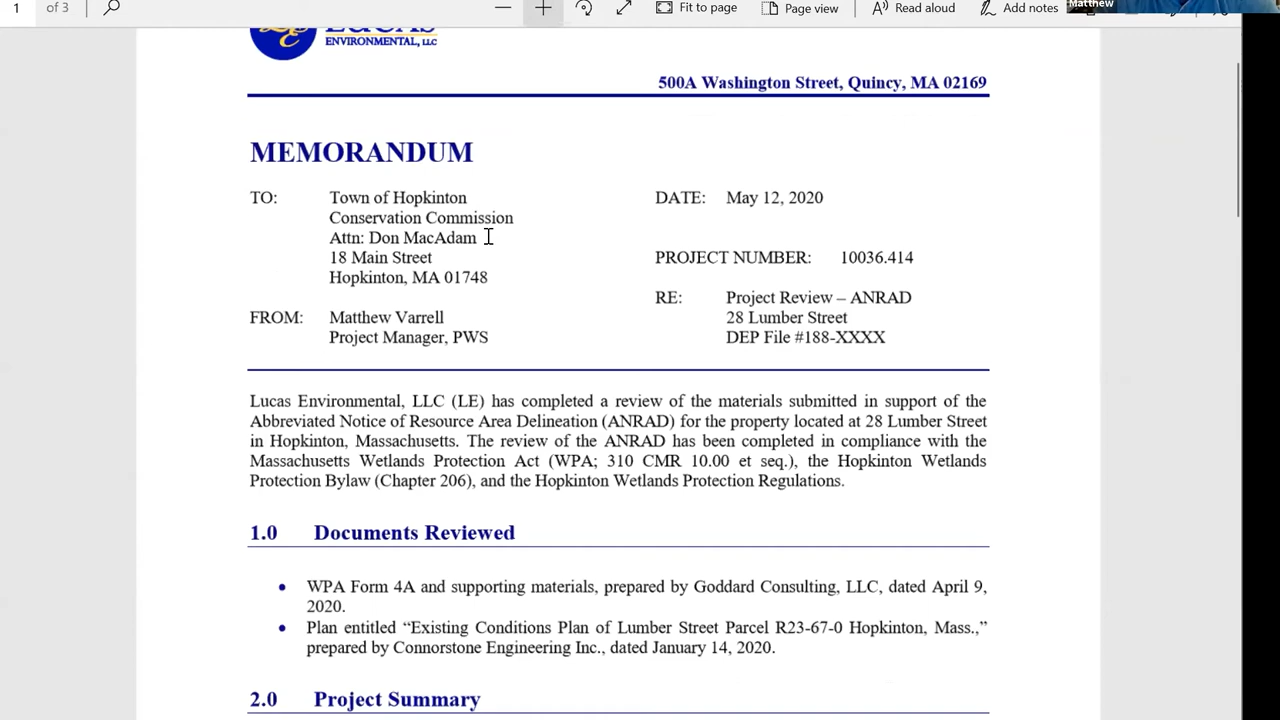 1 of 3 Fit to page Page view Read aloud Add notes
Matthew
LUCAS
ENVIRONMENTAL, LLC
500A Washington Street, Quincy, MA 02169
MEMORANDUM
TO: Town of Hopkinton DATE: May 12, 2020
Conservation Commission
Attn: Don MacAdam
18 Main Street PROJECT NUMBER: 10036.414
Hopkinton, MA 01748
RE: Project Review – ANRAD
FROM: Matthew Varrell 28 Lumber Street
Project Manager, PWS DEP File #188-XXXX
Lucas Environmental, LLC (LE) has completed a review of the materials submitted in support of the
Abbreviated Notice of Resource Area Delineation (ANRAD) for the property located at 28 Lumber Street
in Hopkinton, Massachusetts. The review of the ANRAD has been completed in compliance with the
Massachusetts Wetlands Protection Act (WPA; 310 CMR 10.00 et seq.), the Hopkinton Wetlands
Protection Bylaw (Chapter 206), and the Hopkinton Wetlands Protection Regulations.
1.0 Documents Reviewed
• WPA Form 4A and supporting materials, prepared by Goddard Consulting, LLC, dated April 9,
2020.
• Plan entitled “Existing Conditions Plan of Lumber Street Parcel R23-67-0 Hopkinton, Mass.,”
prepared by Connorstone Engineering Inc., dated January 14, 2020.
2.0 Project Summary